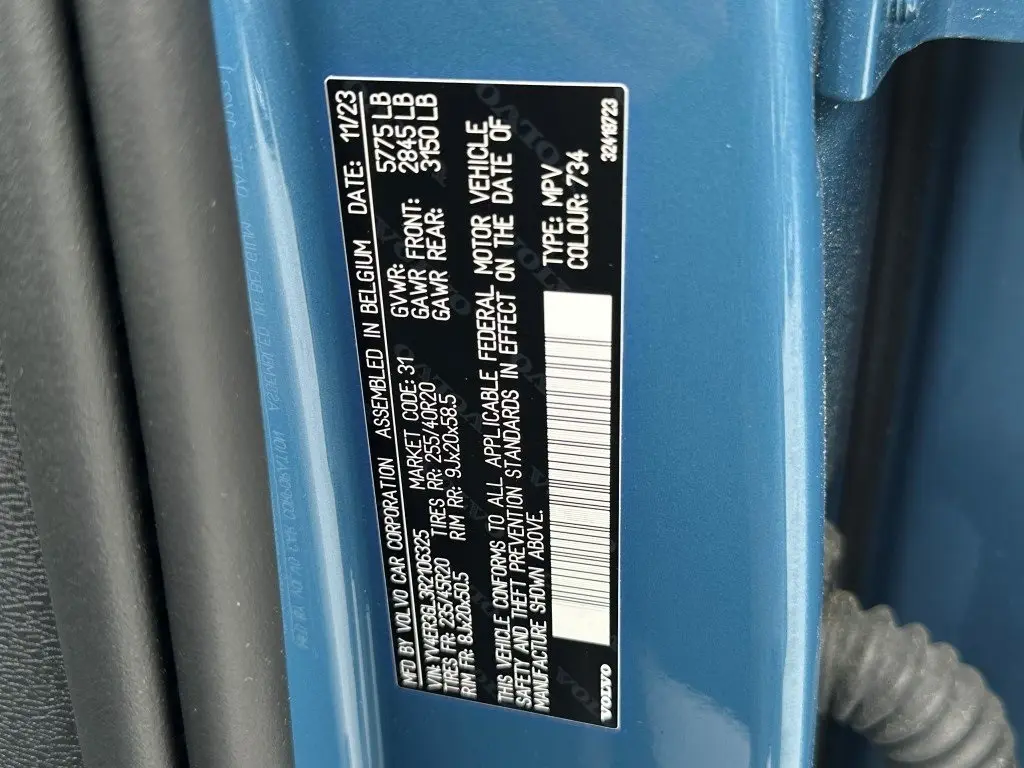 MFD BY VOLVO CAR CORPORATION ASSEMBLED IN BELGIUM DATE: 11/23
VIN: YV4ER3GL3R2106325 MARKET CODE: 31 GVWR: 5775 LB
TIRES FR: 235/45R20 TIRES RR: 255/40R20 GAWR FRONT: 2845 LB
RIM FR: 8Jx20x50.5 RIM RR: 9Jx20x58.5 GAWR REAR: 3150 LB
THIS VEHICLE CONFORMS TO ALL APPLICABLE FEDERAL MOTOR VEHICLE
SAFETY AND THEFT PREVENTION STANDARDS IN EFFECT ON THE DATE OF
MANUFACTURE SHOWN ABOVE.
TYPE: MPV
COLOUR: 734
VOLVO 32418723